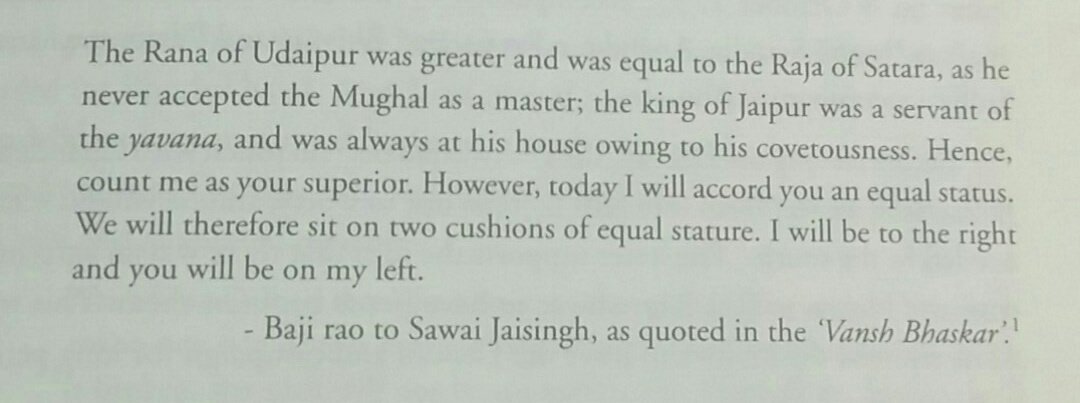 The Rana of Udaipur was greater and was equal to the Raja of Satara, as he
never accepted the Mughal as a master; the king of Jaipur was a servant of
the yavana, and was always at his house owing to his covetousness. Hence,
count me as your superior. However, today I will accord you an equal status.
We will therefore sit on two cushions of equal stature. I will be to the right
and you will be on my left.
- Baji rao to Sawai Jaisingh, as quoted in the ‘Vansh Bhaskar’.¹